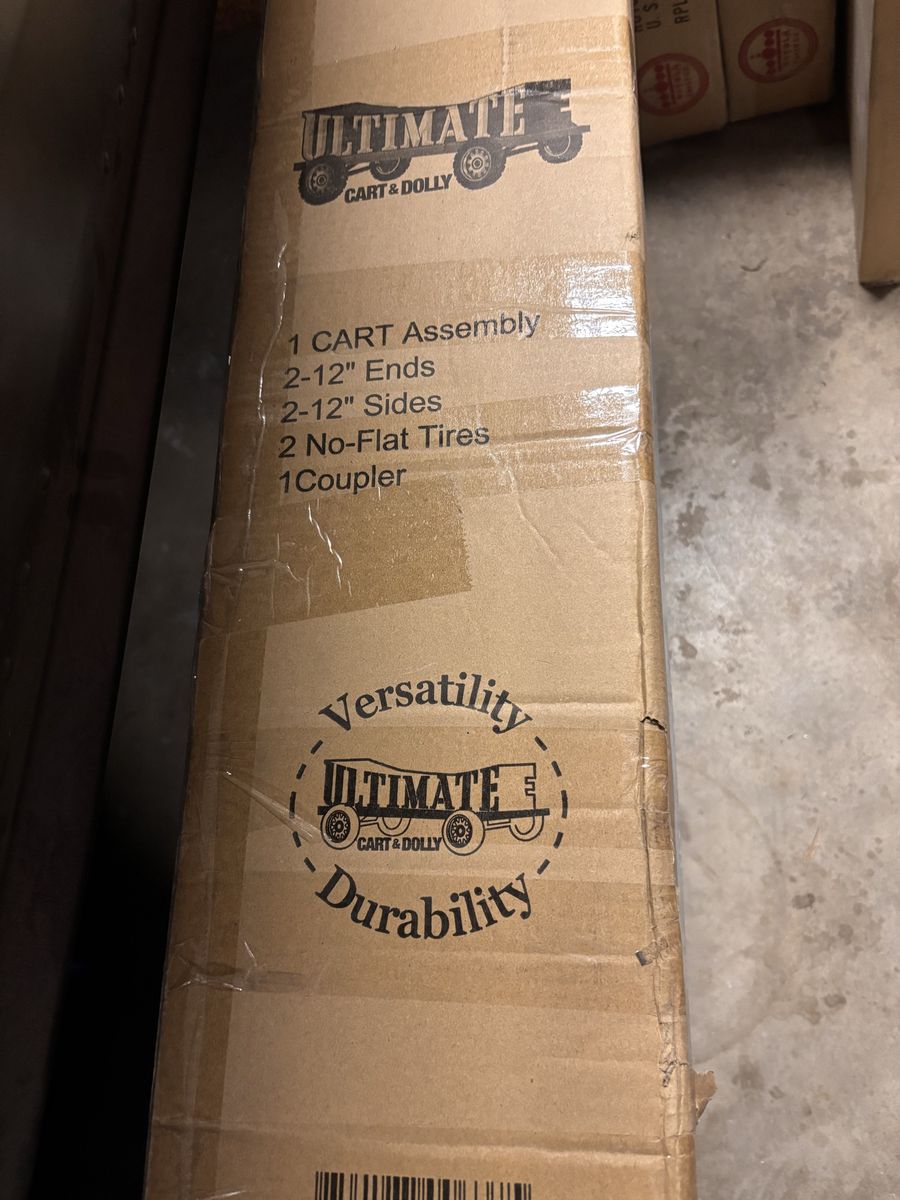 ULTIMATE
CART & DOLLY
1 CART Assembly
2-12" Ends
2-12" Sides
2 No-Flat Tires
1Coupler
Versatility
ULTIMATE
CART & DOLLY
Durability